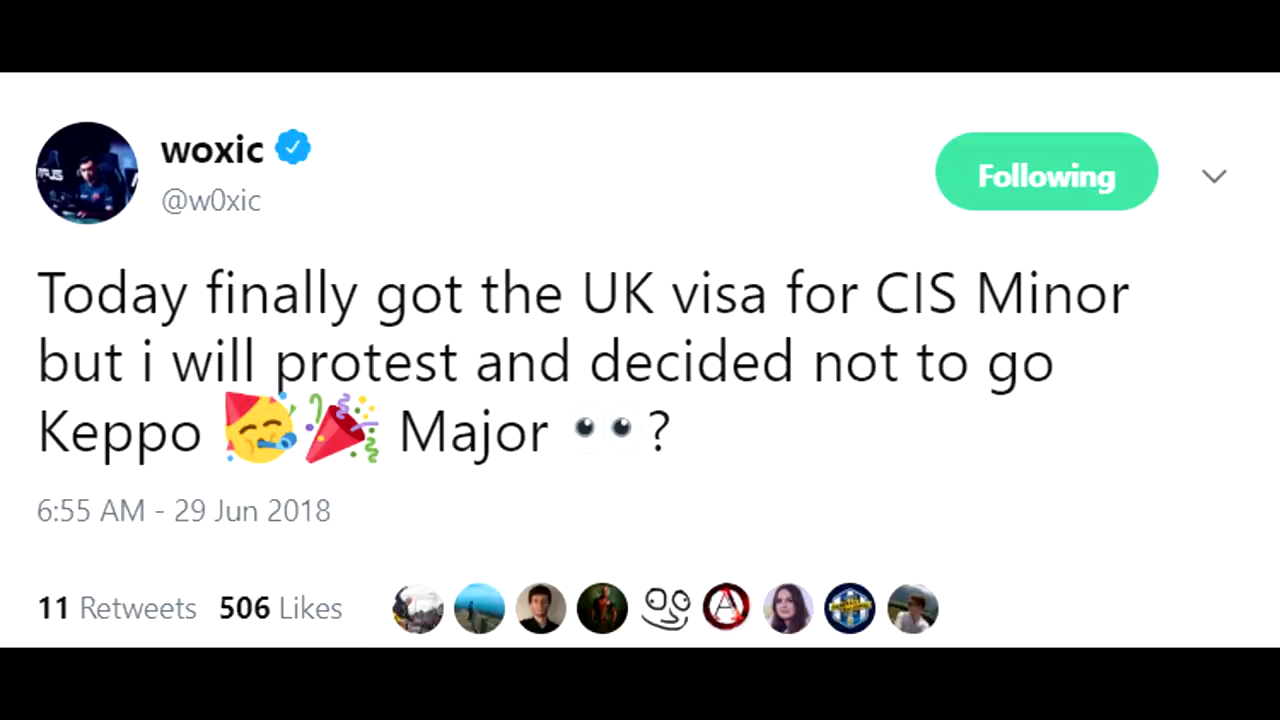 woxic
@w0xic
Following
Today finally got the UK visa for CIS Minor
but i will protest and decided not to go
Keppo 🥳🎉 Major 👀?
6:55 AM - 29 Jun 2018
11 Retweets 506 Likes